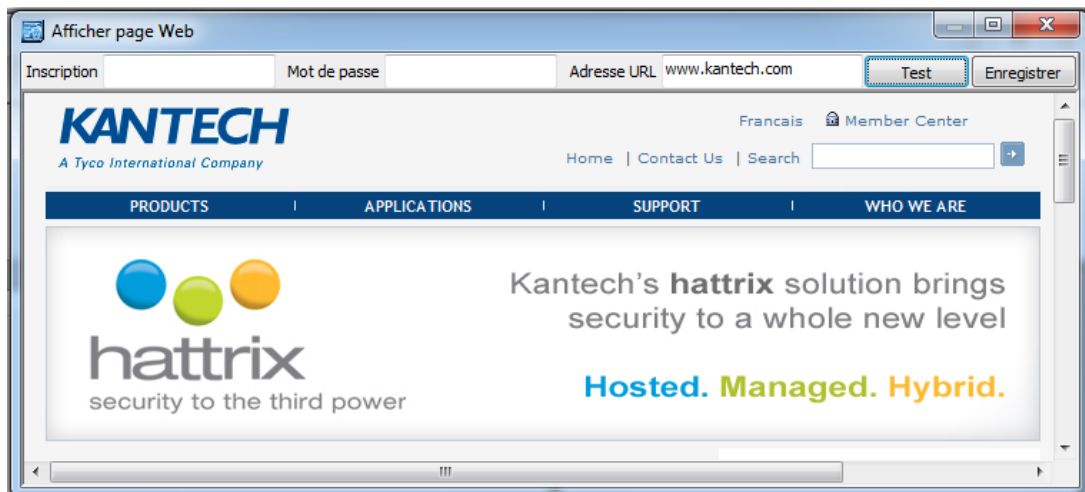 Afficher page Web
Inscription Mot de passe Adresse URL www.kantech.com Test Enregistrer
KANTECH
A Tyco International Company
Francais Member Center
Home | Contact Us | Search
PRODUCTS | APPLICATIONS | SUPPORT | WHO WE ARE
Kantech's hattrix solution brings
security to a whole new level
hattrix
security to the third power
Hosted. Managed. Hybrid.